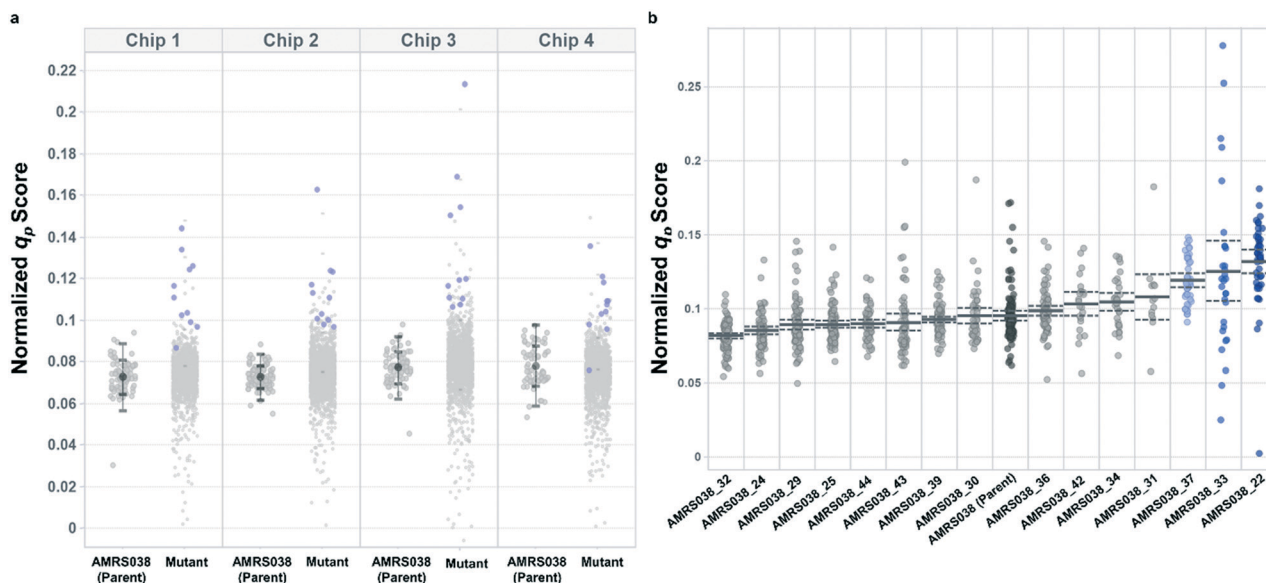 a
Chip 1 Chip 2 Chip 3 Chip 4
Normalized qp Score
0.22
0.2
0.18
0.16
0.14
0.12
0.1
0.08
0.06
0.04
0.02
0
AMRS038 Mutant AMRS038 Mutant AMRS038 Mutant AMRS038 Mutant
(Parent) (Parent) (Parent) (Parent)
b
Normalized qp Score
0.25
0.2
0.15
0.1
0.05
0
AMRS038_32
AMRS038_24
AMRS038_29
AMRS038_25
AMRS038_44
AMRS038_43
AMRS038_39
AMRS038_30
AMRS038 (Parent)
AMRS038_36
AMRS038_42
AMRS038_34
AMRS038_31
AMRS038_37
AMRS038_33
AMRS038_22